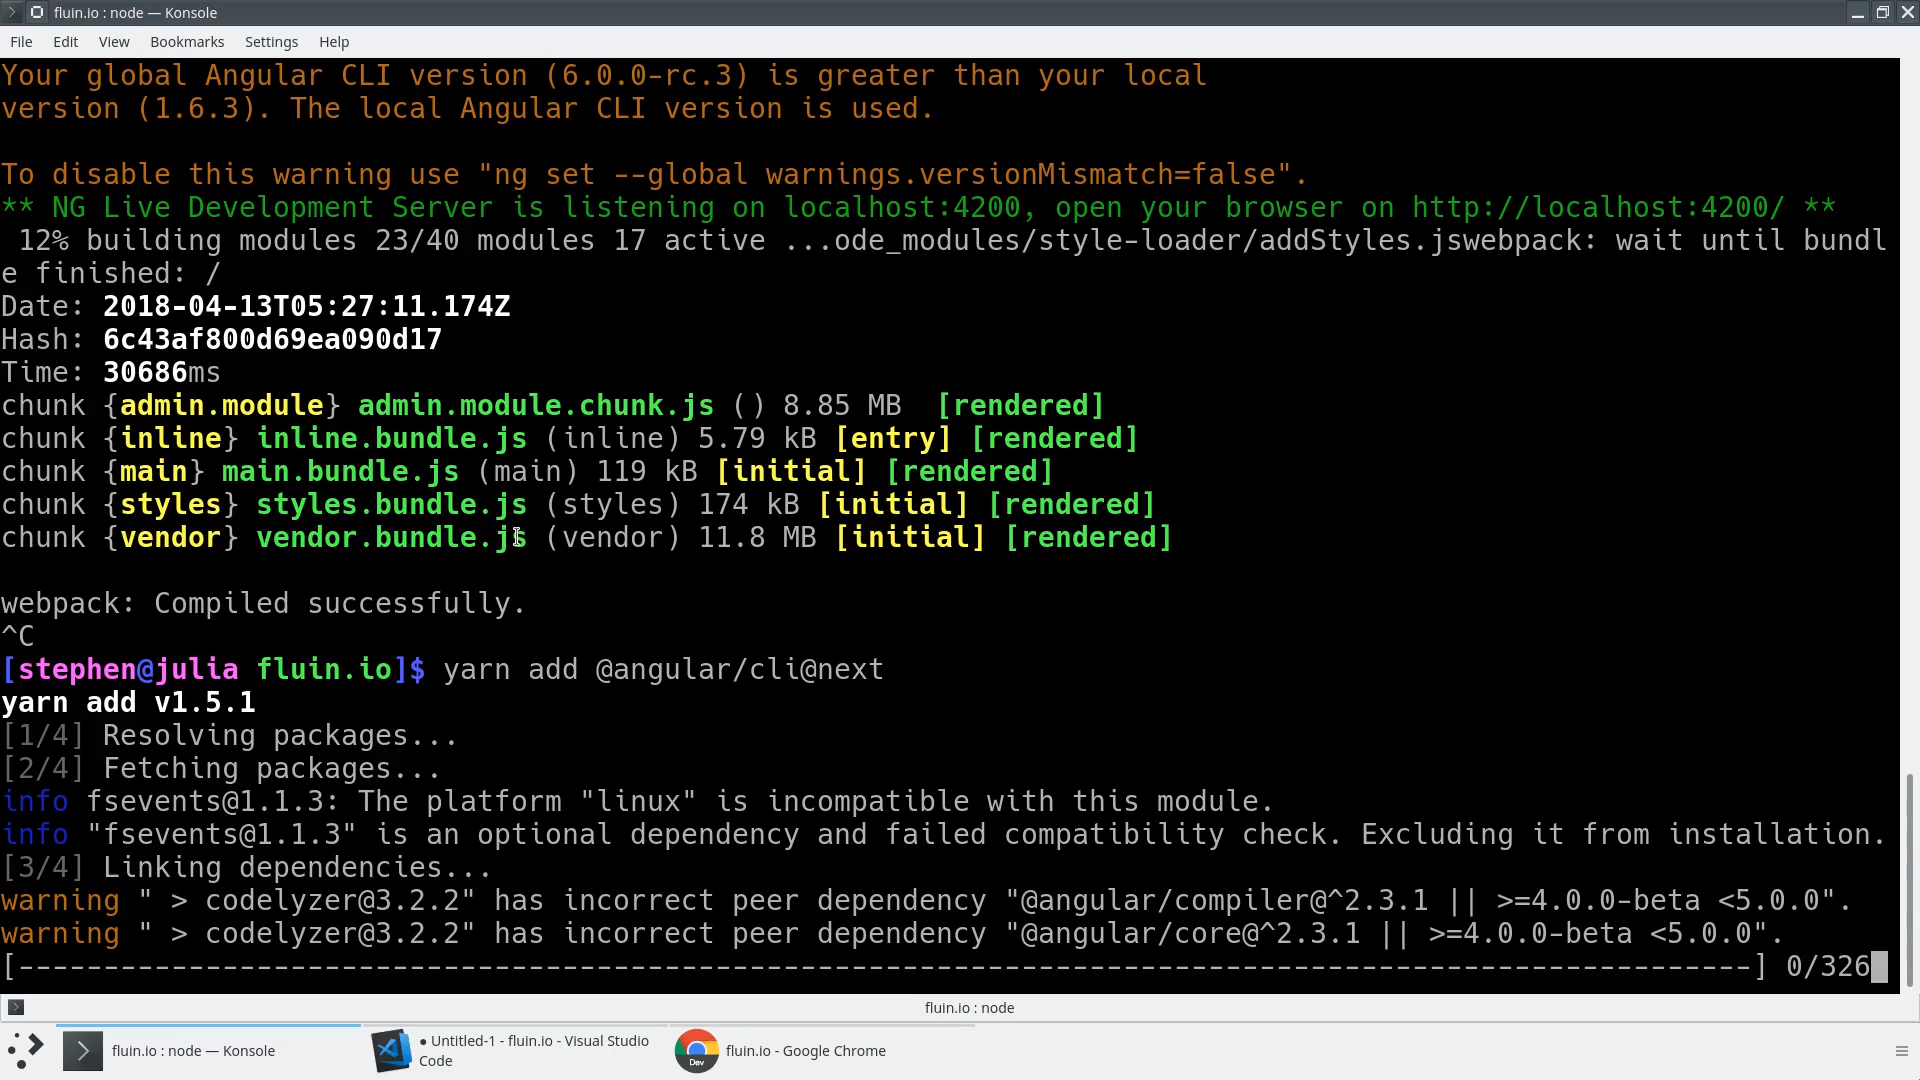 fluin.io : node — Konsole
File Edit View Bookmarks Settings Help
Your global Angular CLI version (6.0.0-rc.3) is greater than your local
version (1.6.3). The local Angular CLI version is used.
To disable this warning use "ng set --global warnings.versionMismatch=false".
** NG Live Development Server is listening on localhost:4200, open your browser on http://localhost:4200/ **
12% building modules 23/40 modules 17 active ...ode_modules/style-loader/addStyles.jswebpack: wait until bundl
e finished: /
Date: 2018-04-13T05:27:11.174Z
Hash: 6c43af800d69ea090d17
Time: 30686ms
chunk {admin.module} admin.module.chunk.js () 8.85 MB  [rendered]
chunk {inline} inline.bundle.js (inline) 5.79 kB [entry] [rendered]
chunk {main} main.bundle.js (main) 119 kB [initial] [rendered]
chunk {styles} styles.bundle.js (styles) 174 kB [initial] [rendered]
chunk {vendor} vendor.bundle.js (vendor) 11.8 MB [initial] [rendered]
webpack: Compiled successfully.
^C
[stephen@julia fluin.io]$ yarn add @angular/cli@next
yarn add v1.5.1
[1/4] Resolving packages...
[2/4] Fetching packages...
info fsevents@1.1.3: The platform "linux" is incompatible with this module.
info "fsevents@1.1.3" is an optional dependency and failed compatibility check. Excluding it from installation.
[3/4] Linking dependencies...
warning " > codelyzer@3.2.2" has incorrect peer dependency "@angular/compiler@^2.3.1 || >=4.0.0-beta <5.0.0".
warning " > codelyzer@3.2.2" has incorrect peer dependency "@angular/core@^2.3.1 || >=4.0.0-beta <5.0.0".
[------------------------------------------------------------------------------------------------------] 0/326
fluin.io : node
fluin.io : node — Konsole
● Untitled-1 - fluin.io - Visual Studio
Code
Dev
fluin.io - Google Chrome